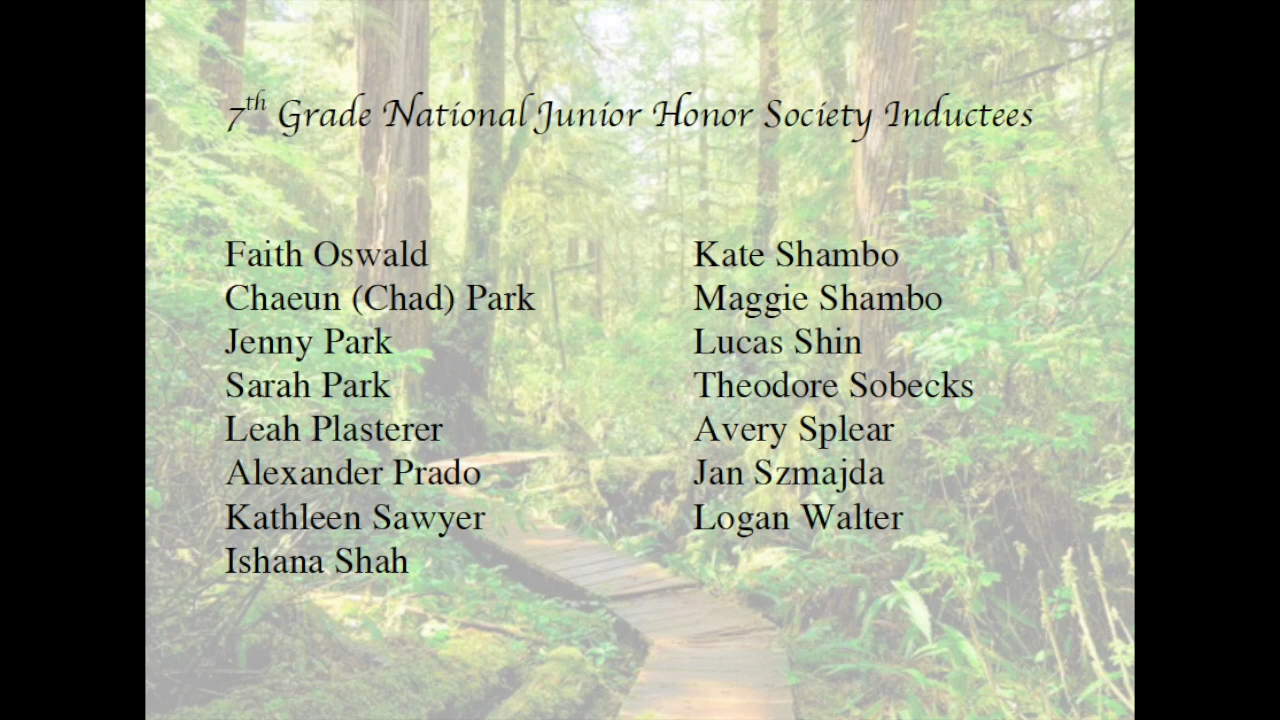 7th Grade National Junior Honor Society Inductees
Faith Oswald
Chaeun (Chad) Park
Jenny Park
Sarah Park
Leah Plasterer
Alexander Prado
Kathleen Sawyer
Ishana Shah
Kate Shambo
Maggie Shambo
Lucas Shin
Theodore Sobecks
Avery Splear
Jan Szmajda
Logan Walter